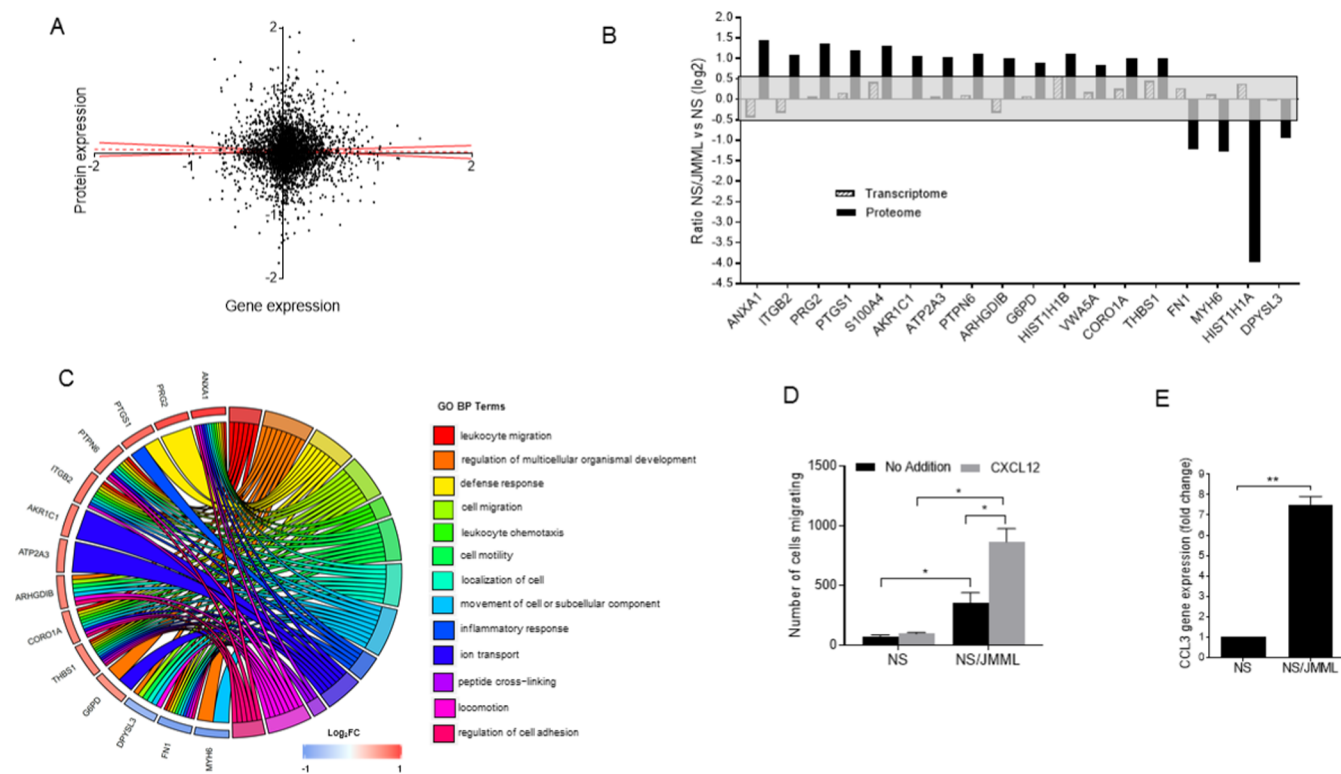 A
2
Protein expression
-2
-1
1
2
-1
-2
Gene expression
B
Ratio NS/JMML vs NS (log2)
2.0
1.5
1.0
0.5
0.0
-0.5
-1.0
-1.5
-2.0
-2.5
-3.0
-3.5
-4.0
-4.5
Transcriptome
Proteome
ANXA1
ITGB2
PRG2
PTGS1
S100A4
AKR1C1
ATP2A3
PTPN6
ARHGDIB
G6PD
HIST1H1B
VWA5A
CORO1A
THBS1
FN1
MYH6
HIST1H1A
DPYSL3
C
ANXA1
PRG2
PTGS1
PTPN6
ITGB2
AKR1C1
ATP2A3
ARHGDIB
CORO1A
THBS1
G6PD
DPYSL3
FN1
MYH6
GO BP Terms
leukocyte migration
regulation of multicellular organismal development
defense response
cell migration
leukocyte chemotaxis
cell motility
localization of cell
movement of cell or subcellular component
inflammatory response
ion transport
peptide cross-linking
locomotion
regulation of cell adhesion
Log₂FC
-1
1
D
Number of cells migrating
1500
1000
500
0
No Addition
CXCL12
*
*
*
NS
NS/JMML
E
CCL3 gene expression (fold change)
9
8
7
6
5
4
3
2
1
0
**
NS
NS/JMML